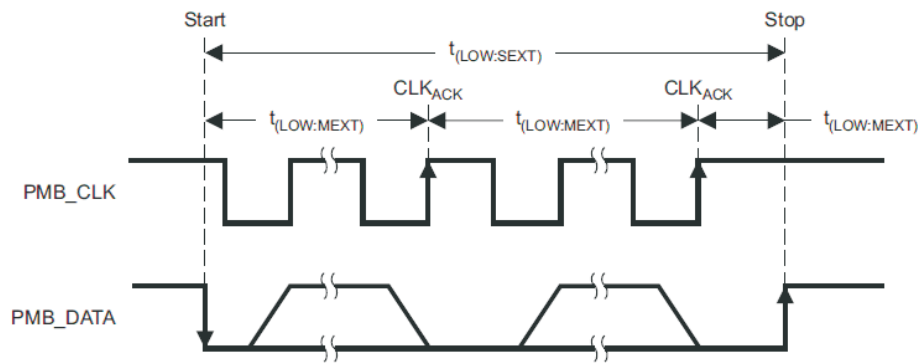 Start Stop
t(LOW:SEXT)
CLKACK CLKACK
t(LOW:MEXT) t(LOW:MEXT) t(LOW:MEXT)
PMB_CLK
PMB_DATA